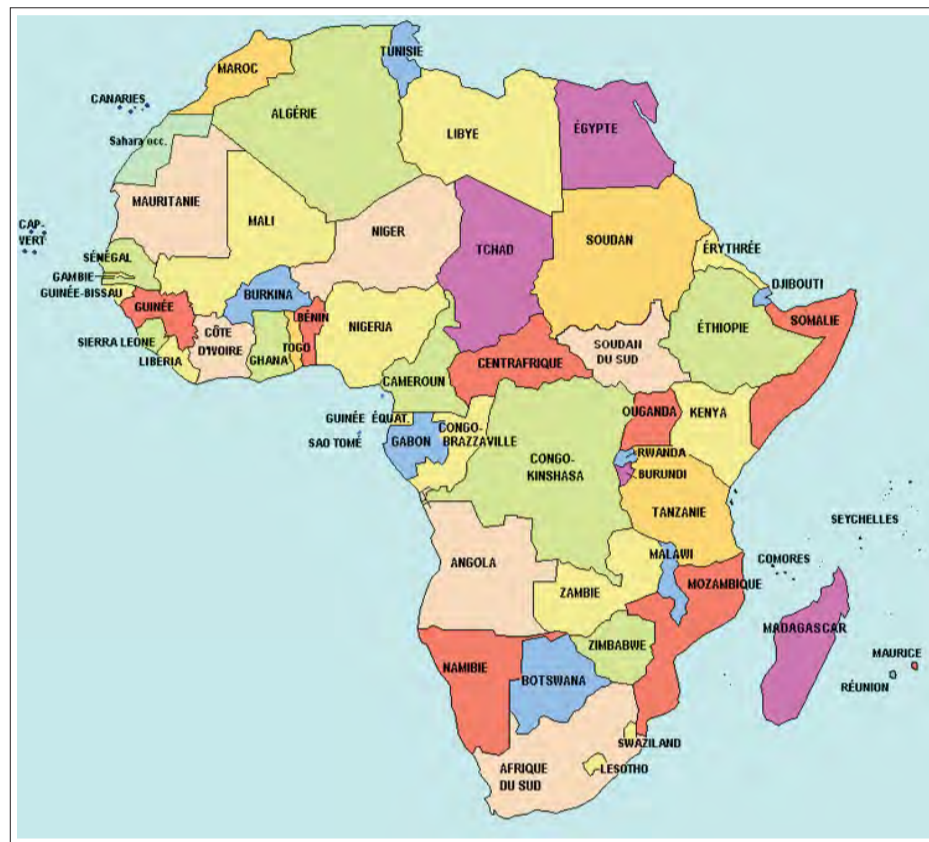 TUNISIE
MAROC
CANARIES
ALGÉRIE
LIBYE
ÉGYPTE
Sahara occ.
MAURITANIE
MALI
NIGER
TCHAD
SOUDAN
CAP-
VERT
ÉRYTHRÉE
SÉNÉGAL
GAMBIE
GUINÉE-BISSAU
DJIBOUTI
BURKINA
GUINÉE
BÉNIN
NIGERIA
SOMALIE
ÉTHIOPIE
CÔTE
D'IVOIRE
SIERRA LEONE
GHANA
TOGO
SOUDAN
DU SUD
LIBERIA
CENTRAFRIQUE
CAMEROUN
OUGANDA
KENYA
GUINÉE ÉQUAT.
SAO TOMÉ
GABON
CONGO-
BRAZZAVILLE
CONGO-
KINSHASA
RWANDA
BURUNDI
TANZANIE
SEYCHELLES
ANGOLA
MALAWI
COMORES
MOZAMBIQUE
ZAMBIE
MADAGASCAR
ZIMBABWE
MAURICE
NAMIBIE
BOTSWANA
RÉUNION
SWAZILAND
LESOTHO
AFRIQUE
DU SUD